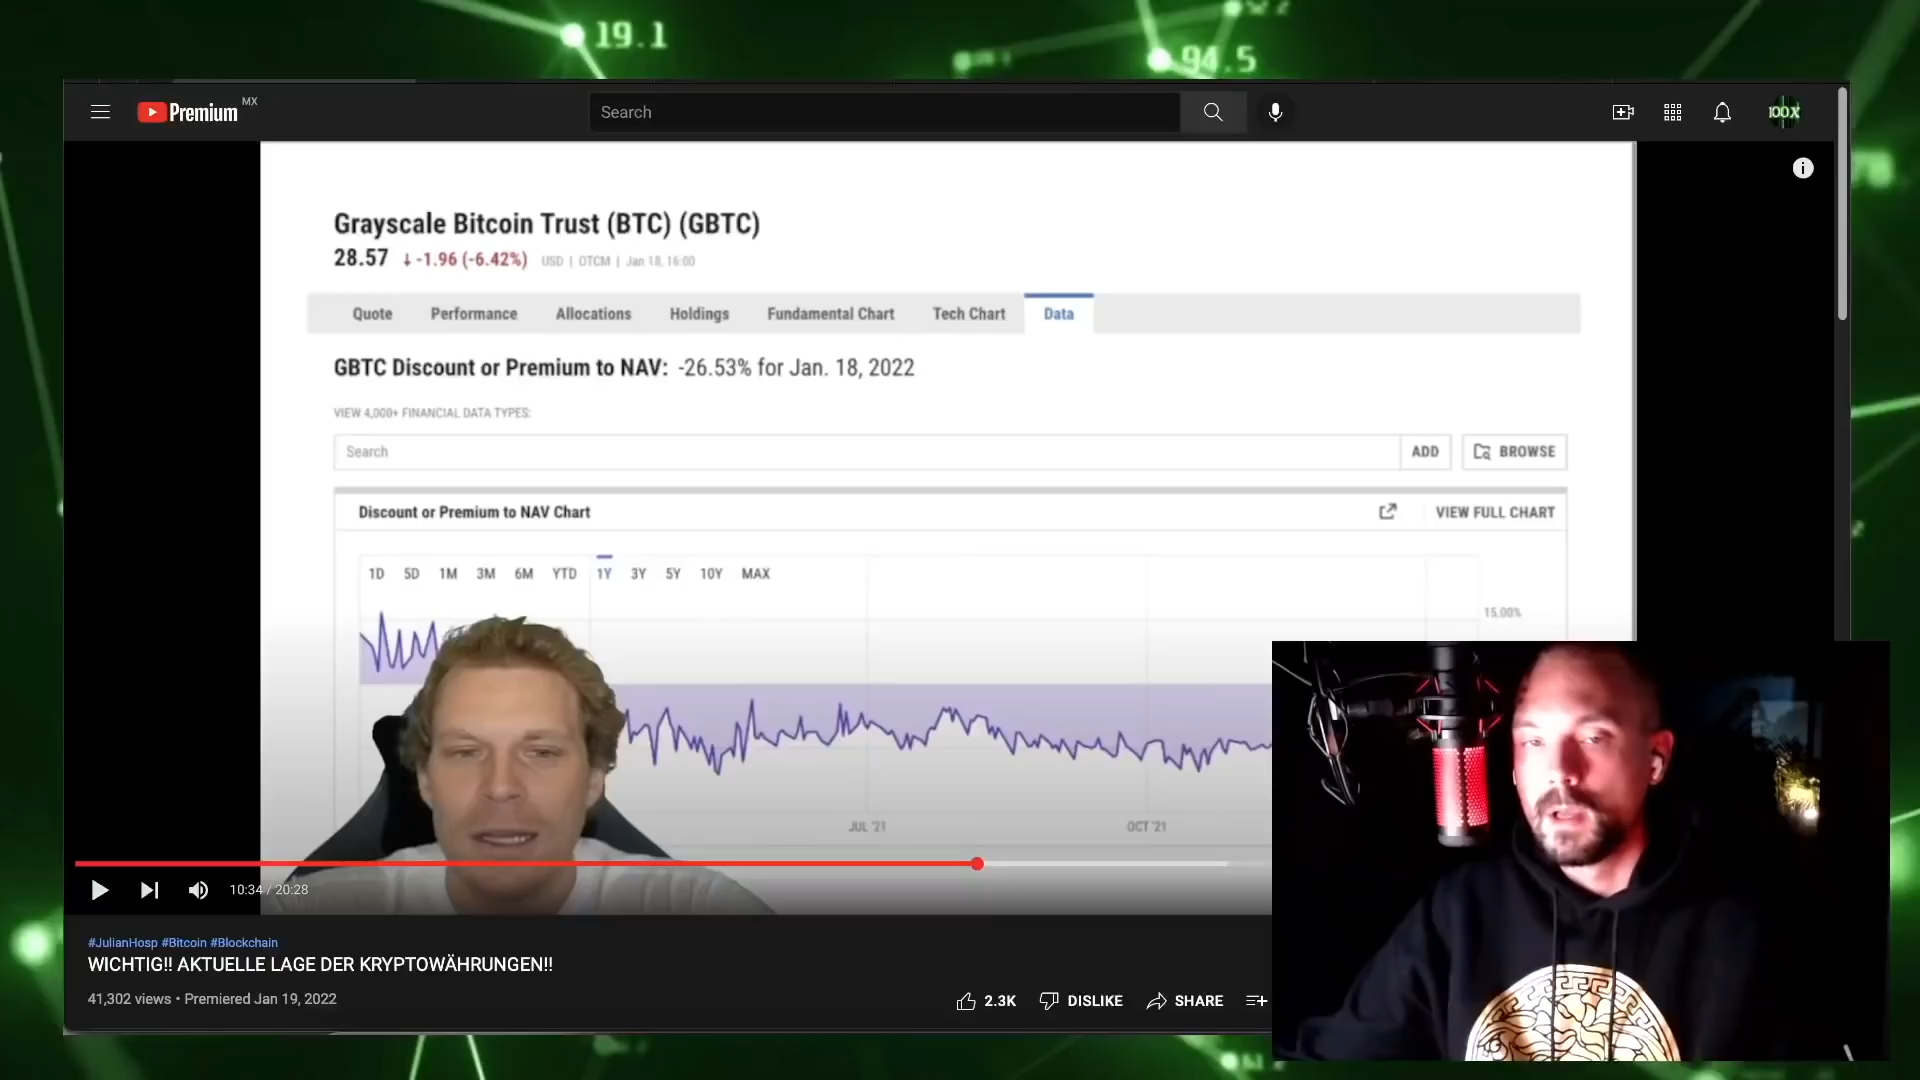 19.1
94.5
Premium MX
Search
100X
Grayscale Bitcoin Trust (BTC) (GBTC)
28.57 ↓ -1.96 (-6.42%) USD | OTCM | Jan 18, 16:00
Quote Performance Allocations Holdings Fundamental Chart Tech Chart Data
GBTC Discount or Premium to NAV: -26.53% for Jan. 18, 2022
VIEW 4,000+ FINANCIAL DATA TYPES:
Search ADD BROWSE
Discount or Premium to NAV Chart VIEW FULL CHART
1D 5D 1M 3M 6M YTD 1Y 3Y 5Y 10Y MAX
15.00%
JUL '21 OCT '21
10:34 / 20:28
#JulianHosp #Bitcoin #Blockchain
WICHTIG!! AKTUELLE LAGE DER KRYPTOWÄHRUNGEN!!
41,302 views • Premiered Jan 19, 2022
2.3K DISLIKE SHARE